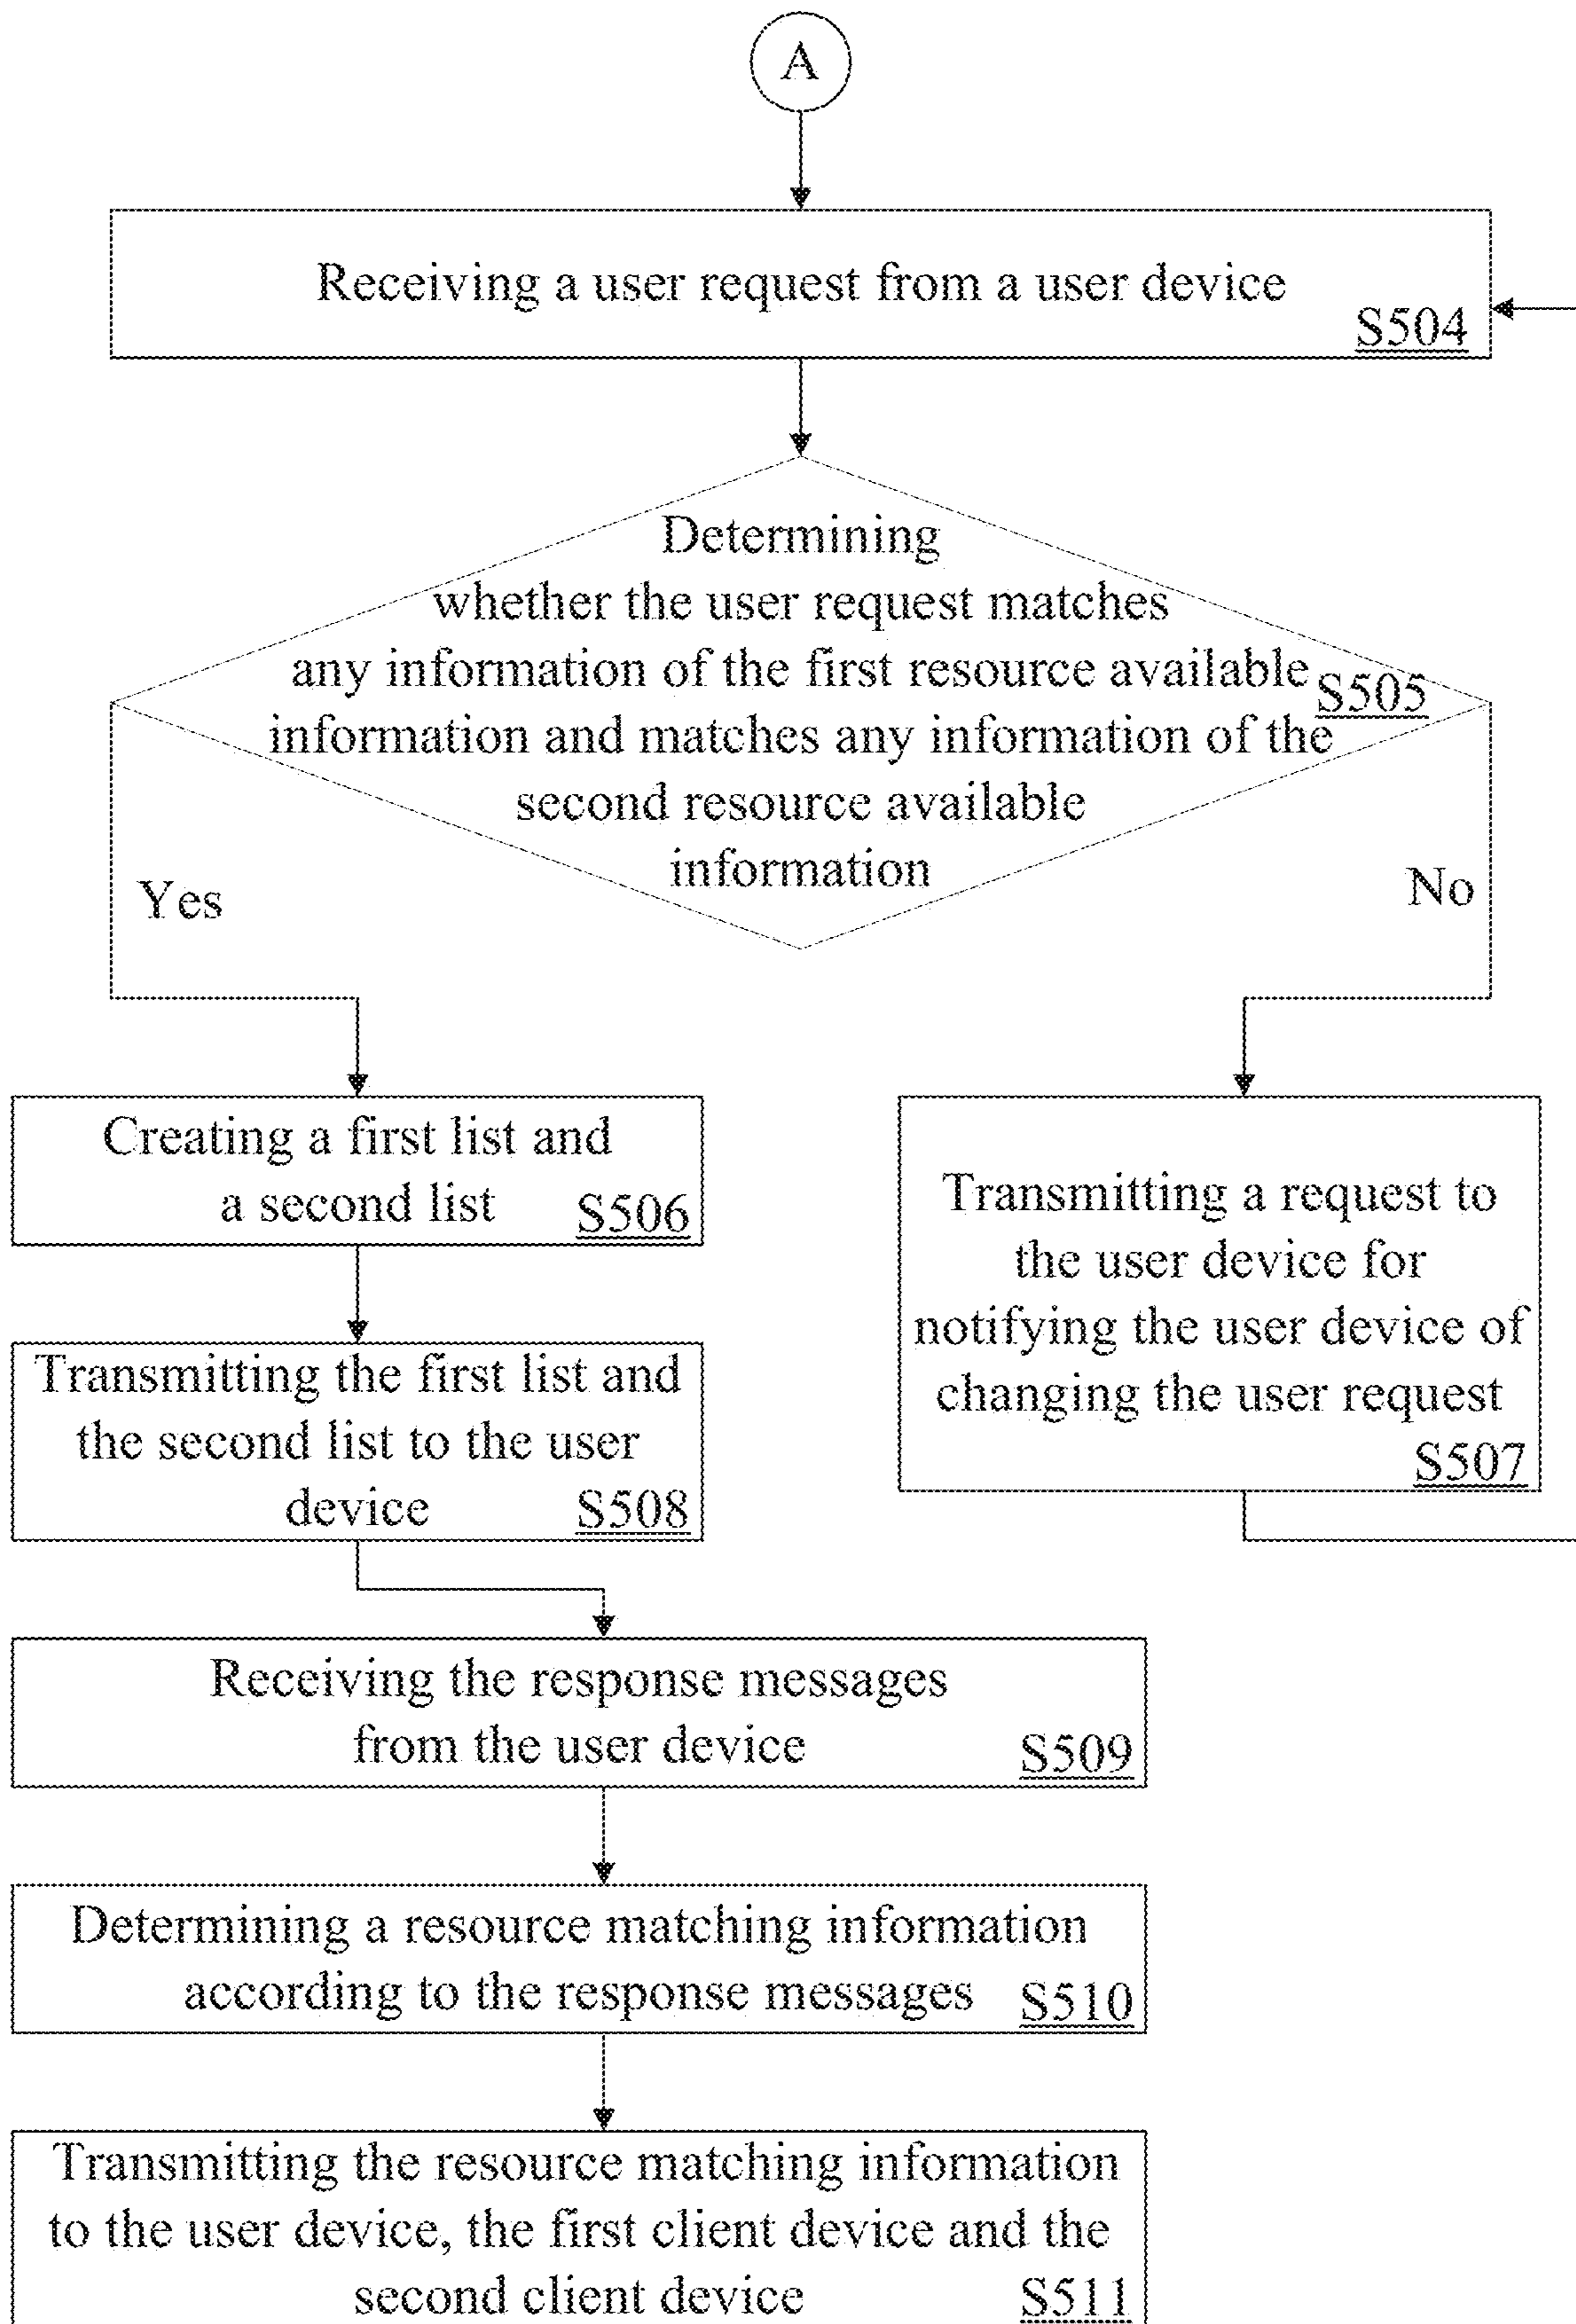 A
Receiving a user request from a user device
S504
Determining
whether the user request matches
any information of the first resource available
S505
information and matches any information of the
second resource available
information
Yes
No
Creating a first list and
a second list
S506
Transmitting the first list and
the second list to the user
device
S508
Transmitting a request to
the user device for
notifying the user device of
changing the user request
S507
Receiving the response messages
from the user device
S509
Determining a resource matching information
according to the response messages
S510
Transmitting the resource matching information
to the user device, the first client device and the
second client device
S511